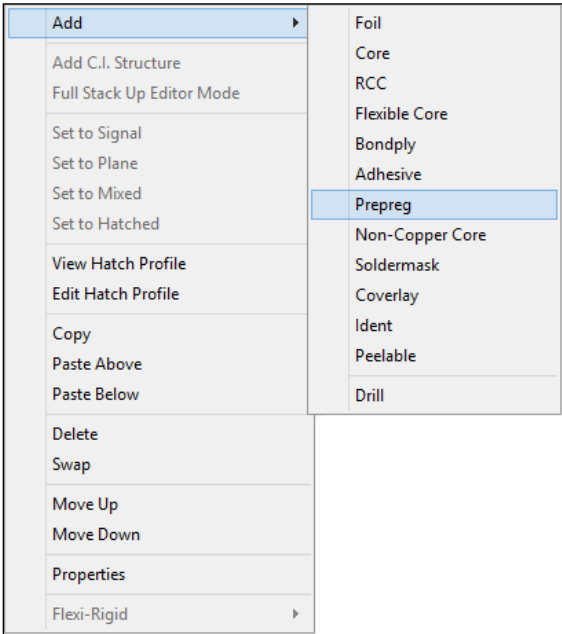 Add
Add C.I. Structure
Full Stack Up Editor Mode
Set to Signal
Set to Plane
Set to Mixed
Set to Hatched
View Hatch Profile
Edit Hatch Profile
Copy
Paste Above
Paste Below
Delete
Swap
Move Up
Move Down
Properties
Flexi-Rigid
Foil
Core
RCC
Flexible Core
Bondply
Adhesive
Prepreg
Non-Copper Core
Soldermask
Coverlay
Ident
Peelable
Drill